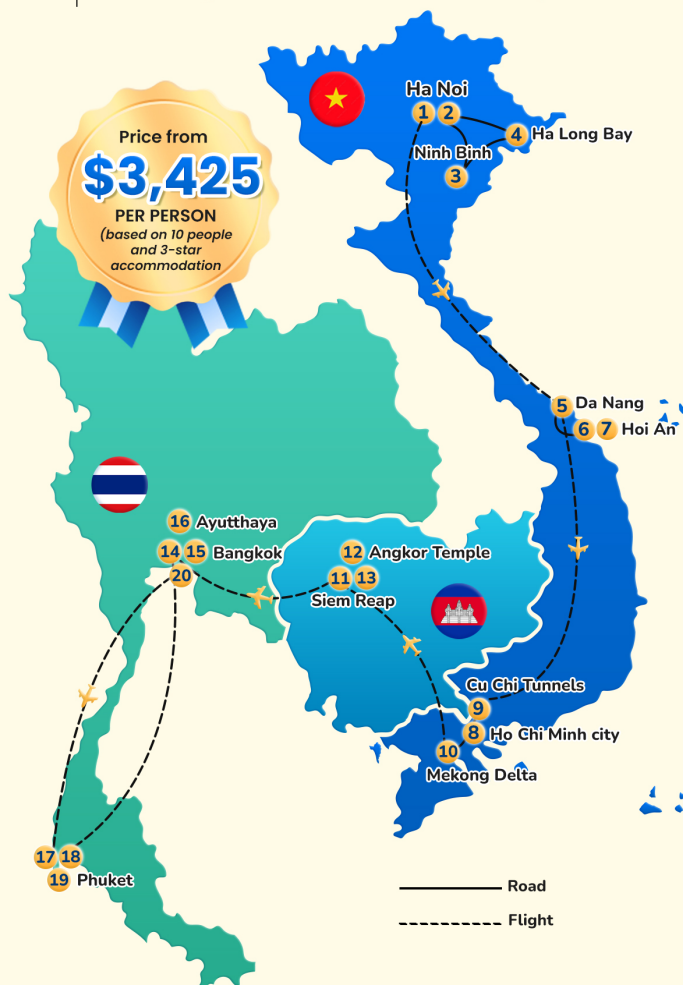 Price from
$3,425
PER PERSON
(based on 10 people
and 3-star
accommodation
Ha Noi
1 2
4 Ha Long Bay
Ninh Binh
3
5 Da Nang
6 7 Hoi An
16 Ayutthaya
14 15 Bangkok
20
12 Angkor Temple
11 13
Siem Reap
Cu Chi Tunnels
9
8 Ho Chi Minh city
10
Mekong Delta
17 18
19 Phuket
Road
Flight